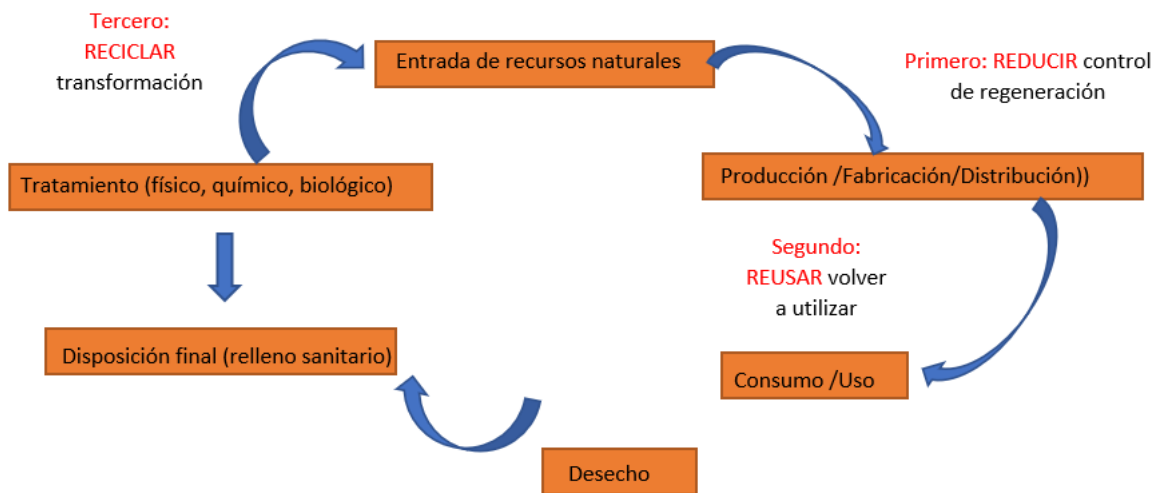 Tercero:
RECICLAR
transformación
Entrada de recursos naturales
Primero: REDUCIR control
de regeneración
Tratamiento (físico, químico, biológico)
Producción /Fabricación/Distribución))
Segundo:
REUSAR volver
a utilizar
Disposición final (relleno sanitario)
Consumo /Uso
Desecho